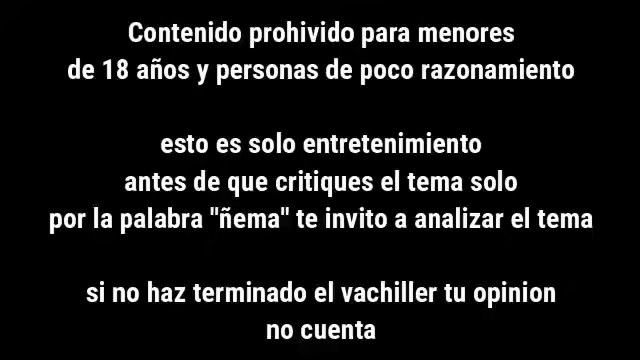 Contenido prohivido para menores
de 18 años y personas de poco razonamiento
esto es solo entretenimiento
antes de que critiques el tema solo
por la palabra "ñema" te invito a analizar el tema
si no haz terminado el vachiller tu opinion
no cuenta